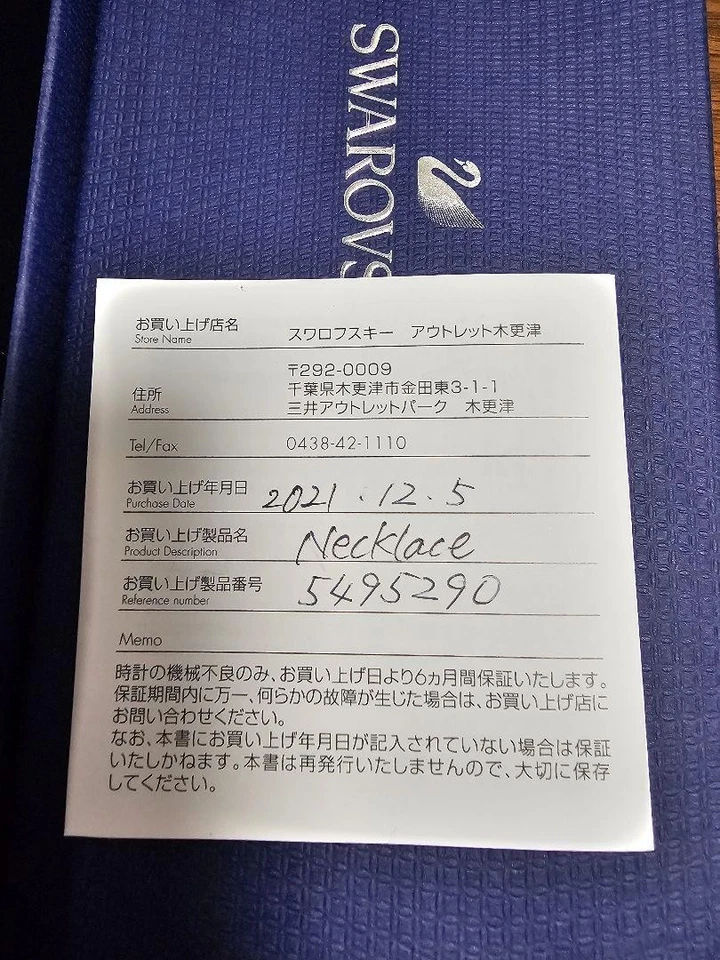 SWAROVS
お買い上げ店名 スワロフスキー アウトレット木更津
Store Name
〒292-0009
住所 千葉県木更津市金田東3-1-1
Address 三井アウトレットパーク 木更津
Tel/Fax 0438-42-1110
お買い上げ年月日 2021.12.5
Purchase Date
お買い上げ製品名 Necklace
Product Description
お買い上げ製品番号 5495290
Reference number
Memo
時計の機械不良のみ、お買い上げ日より6ヵ月間保証いたします。
保証期間内に万一、何らかの故障が生じた場合は、お買い上げ店に
お問い合わせください。
なお、本書にお買い上げ年月日が記入されていない場合は保証
いたしかねます。本書は再発行いたしませんので、大切に保存
してください。